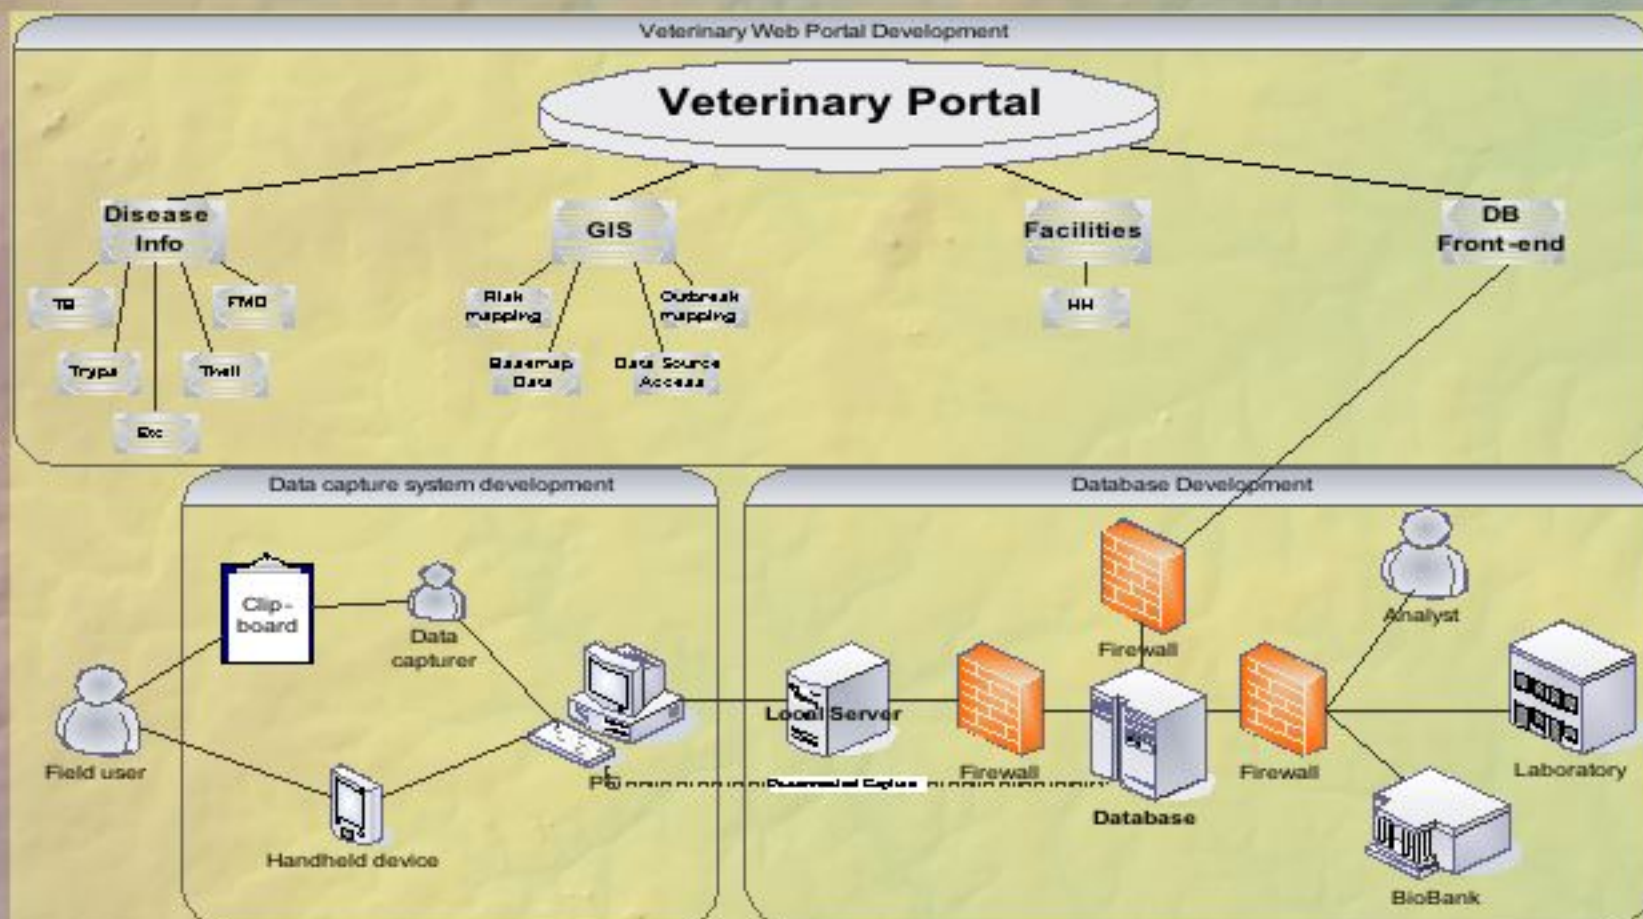 Veterinary Web Portal Development
Veterinary Portal
Disease
Info
GIS
Facilities
DB
Front-end
TB
FMD
Risk
mapping
Outbreak
mapping
HH
Basemap
Data
Data Source
Access
Etc
Data capture system development
Database Development
Clip-
board
Data
capturer
Firewall
Analyst
Local Server
Field user
PC
Firewall
Firewall
Laboratory
Database
Handheld device
BioBank